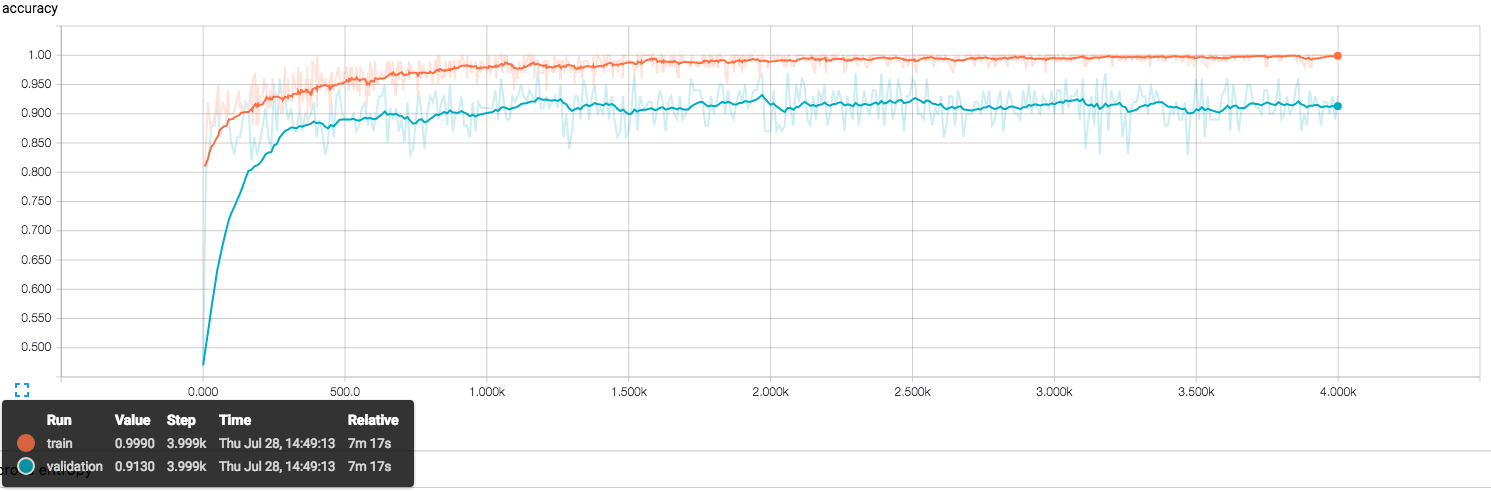 accuracy
1.00
0.950
0.900
0.850
0.800
0.750
0.700
0.650
0.600
0.550
0.500
0.000 500.0 1.000k 1.500k 2.000k 2.500k 3.000k 3.500k 4.000k
Run Value Step Time Relative
train 0.9990 3.999k Thu Jul 28, 14:49:13 7m 17s
validation 0.9130 3.999k Thu Jul 28, 14:49:13 7m 17s
cross entropy